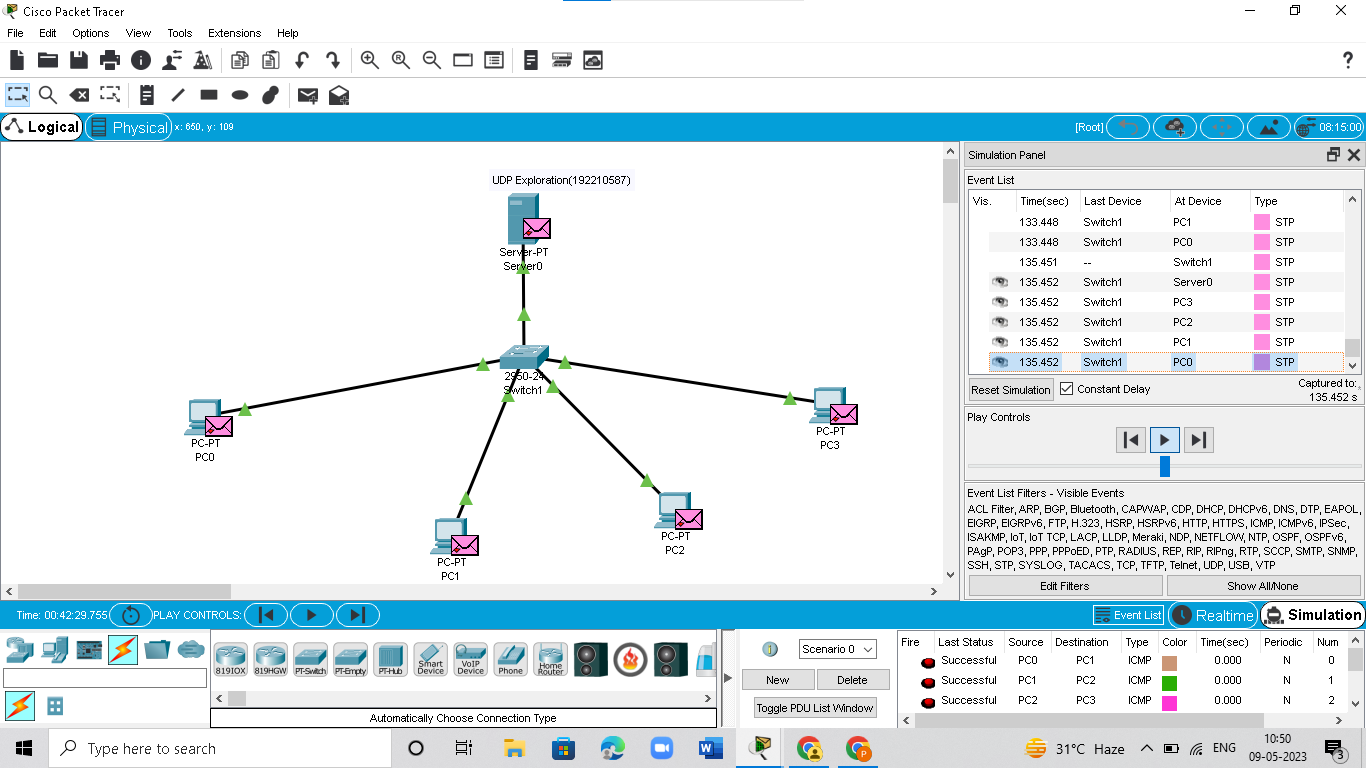 Cisco Packet Tracer
File Edit Options View Tools Extensions Help
?
Logical Physical x: 650, y: 109 [Root] 08:15:00
UDP Exploration(192210587)
Server-PT
Server0
2950-24
Switch1
PC-PT
PC0
PC-PT
PC1
PC-PT
PC2
PC-PT
PC3
Simulation Panel
Event List
Vis. Time(sec) Last Device At Device Type
133.448 Switch1 PC1 STP
133.448 Switch1 PC0 STP
135.451 -- Switch1 STP
135.452 Switch1 Server0 STP
135.452 Switch1 PC3 STP
135.452 Switch1 PC2 STP
135.452 Switch1 PC1 STP
135.452 Switch1 PC0 STP
Reset Simulation Constant Delay Captured to:
135.452 s
Play Controls
Event List Filters - Visible Events
ACL Filter, ARP, BGP, Bluetooth, CAPWAP, CDP, DHCP, DHCPv6, DNS, DTP, EAPOL,
EIGRP, EIGRPv6, FTP, H.323, HSRP, HSRPv6, HTTP, HTTPS, ICMP, ICMPv6, IPSec,
ISAKMP, IoT, IoT TCP, LACP, LLDP, Meraki, NDP, NETFLOW, NTP, OSPF, OSPFv6,
PAgP, POP3, PPP, PPPoED, PTP, RADIUS, REP, RIP, RIPng, RTP, SCCP, SMTP, SNMP,
SSH, STP, SYSLOG, TACACS, TCP, TFTP, Telnet, UDP, USB, VTP
Edit Filters Show All/None
Time: 00:42:29.755 PLAY CONTROLS: Event List Realtime Simulation
819IOX 819HGW PT-Switch PT-Empty PT-Hub Smart Device VoIP Device Phone Home Router
Automatically Choose Connection Type
Scenario 0
New Delete
Toggle PDU List Window
Fire Last Status Source Destination Type Color Time(sec) Periodic Num
Successful PC0 PC1 ICMP 0.000 N 0
Successful PC1 PC2 ICMP 0.000 N 1
Successful PC2 PC3 ICMP 0.000 N 2
Type here to search
31°C Haze ENG
10:50
09-05-2023
3